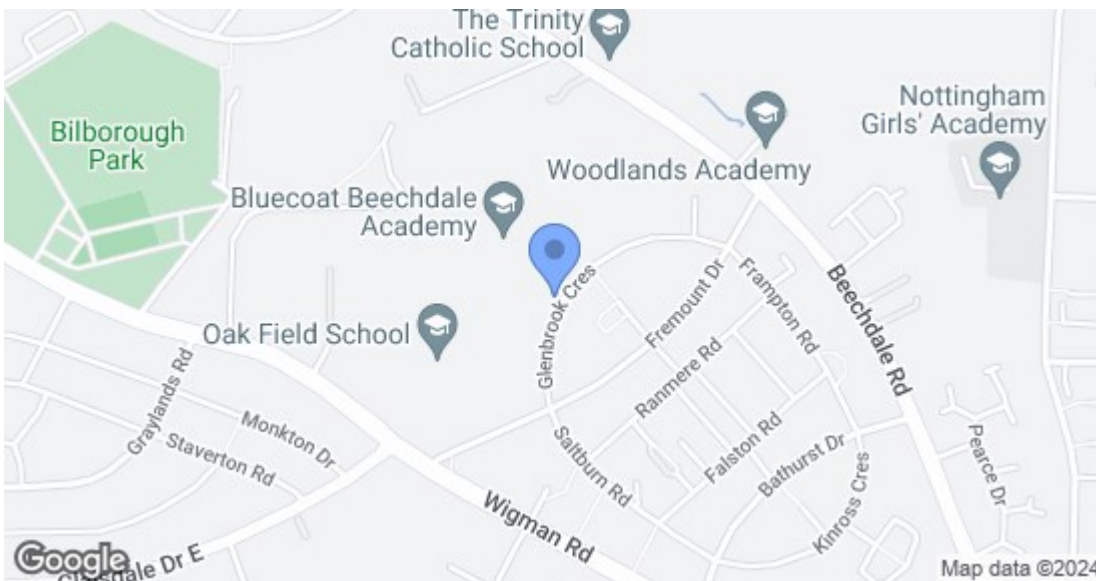 The Trinity
Catholic School
Nottingham
Girls' Academy
Bilborough
Park
Woodlands Academy
Bluecoat Beechdale
Academy
Glenbrook Cres
Fremount Dr
Frampton Rd
Beechdale Rd
Oak Field School
Graylands Rd
Ranmere Rd
Monkton Dr
Staverton Rd
Saltburn Rd
Falston Rd
Bathurst Dr
Pearce Dr
Kinross Cres
Wigman Rd
Google
Glaisdale Dr E
Map data ©2024